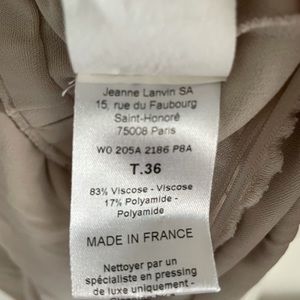 Jeanne Lanvin SA
15, rue du Faubourg
Saint-Honoré
75008 Paris
W0 205A 2186 P8A
T.36
83% Viscose - Viscose
17% Polyamide -
Polyamide
MADE IN FRANCE
Nettoyer par un
spécialiste en pressing
de luxe uniquement -